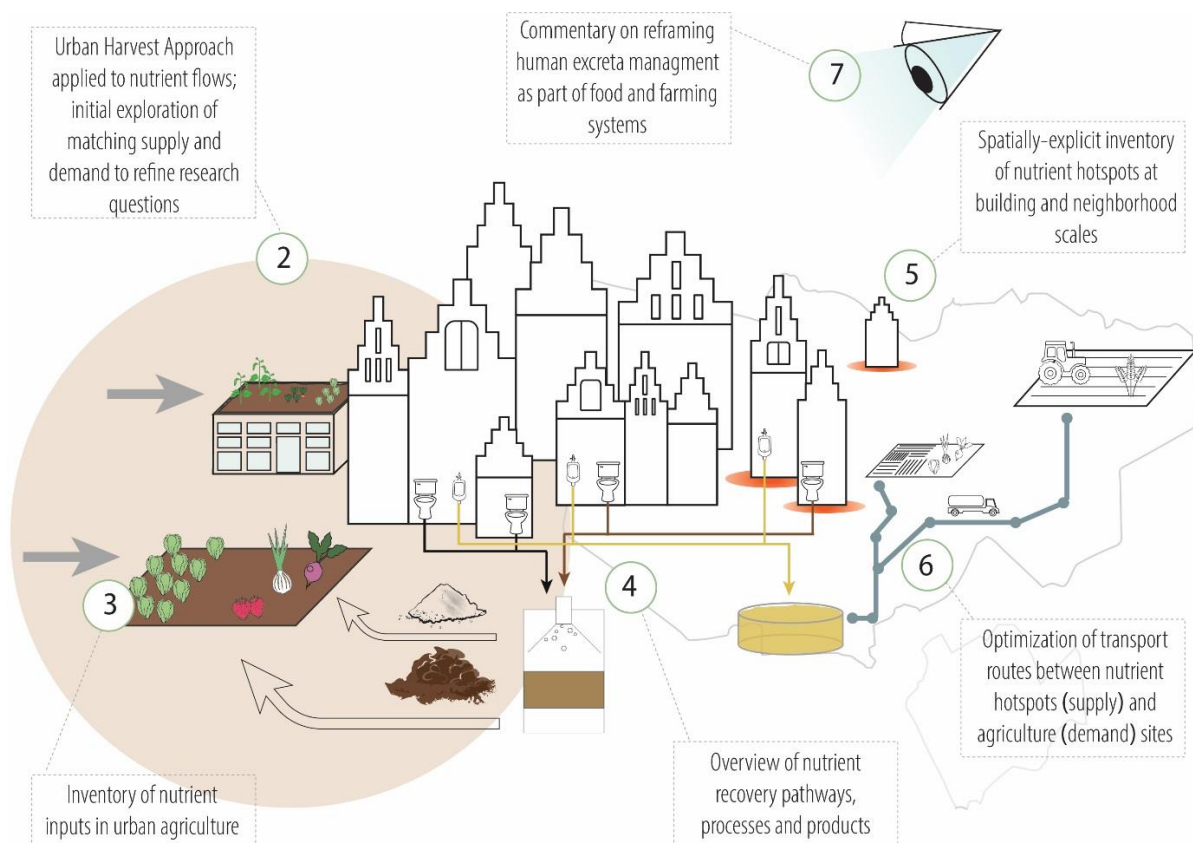 Urban Harvest Approach
applied to nutrient flows;
initial exploration of
matching supply and
demand to refine research
questions
2
Commentary on reframing
human excreta managment
as part of food and farming
systems
7
Spatially-explicit inventory
of nutrient hotspots at
building and neighborhood
scales
5
3
Inventory of nutrient
inputs in urban agriculture
4
Overview of nutrient
recovery pathways,
processes and products
6
Optimization of transport
routes between nutrient
hotspots (supply) and
agriculture (demand) sites